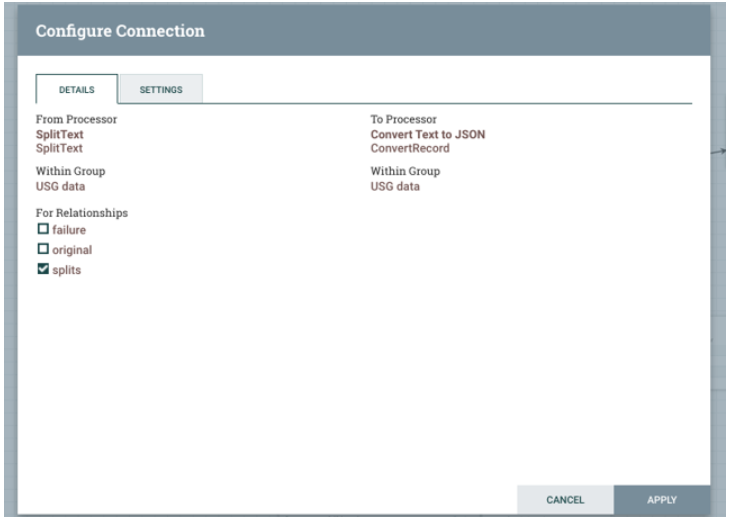 Configure Connection
DETAILS
SETTINGS
From Processor
SplitText
SplitText
Within Group
USG data
For Relationships
failure
original
splits
To Processor
Convert Text to JSON
ConvertRecord
Within Group
USG data
CANCEL
APPLY